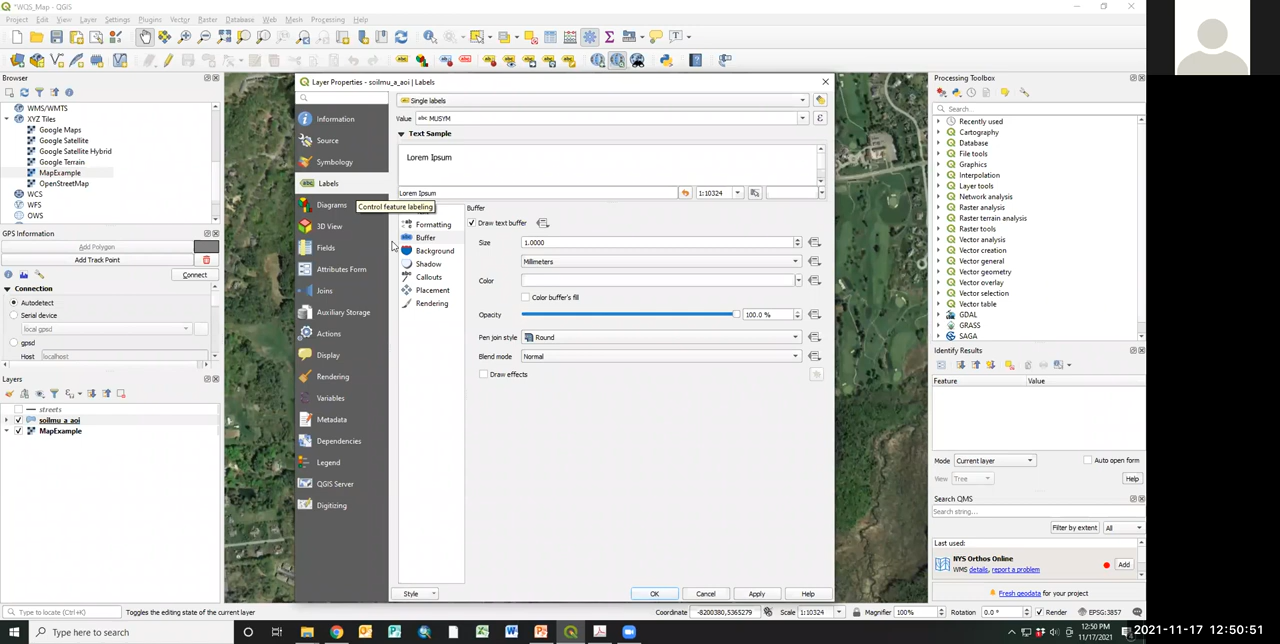 *WQS_Map - QGIS
Project Edit View Layer Settings Plugins Vector Raster Database Web Mesh Processing Help
Browser
WMS/WMTS
XYZ Tiles
Google Maps
Google Satellite
Google Satellite Hybrid
Google Terrain
MapExample
OpenStreetMap
WCS
WFS
OWS
GPS Information
Add Polygon
Add Track Point
Connect
Connection
Autodetect
Serial device
local gpsd
gpsd
Host localhost
Layers
streets
soilmu_a_aoi
MapExample
Layer Properties - soilmu_a_aoi | Labels
Information
Source
Symbology
Labels
Diagrams
3D View
Fields
Attributes Form
Joins
Auxiliary Storage
Actions
Display
Rendering
Variables
Metadata
Dependencies
Legend
QGIS Server
Digitizing
Control feature labeling
Single labels
Value abc MUSYM
Text Sample
Lorem Ipsum
Lorem Ipsum 1:10324
Formatting
Buffer
Background
Shadow
Callouts
Placement
Rendering
Buffer
Draw text buffer
Size 1.0000
Millimeters
Color
Color buffer's fill
Opacity 100.0 %
Pen join style Round
Blend mode Normal
Draw effects
Style OK Cancel Apply Help
Processing Toolbox
Search...
Recently used
Cartography
Database
File tools
Graphics
Interpolation
Layer tools
Network analysis
Raster analysis
Raster terrain analysis
Raster tools
Vector analysis
Vector creation
Vector general
Vector geometry
Vector overlay
Vector selection
Vector table
GDAL
GRASS
SAGA
Identify Results
Feature Value
Mode Current layer Auto open form
View Tree Help
Search QMS
Search string...
Filter by extent All
Last used:
NYS Orthos Online
WMS details, report a problem
Add
Fresh geodata for your project
Type to locate (Ctrl+K) Toggles the editing state of the current layer Coordinate -8200380,5365279 Scale 1:10324 Magnifier 100% Rotation 0.0 ° Render EPSG:3857
Type here to search
12:50 PM
11/17/2021
2021-11-17 12:50:51